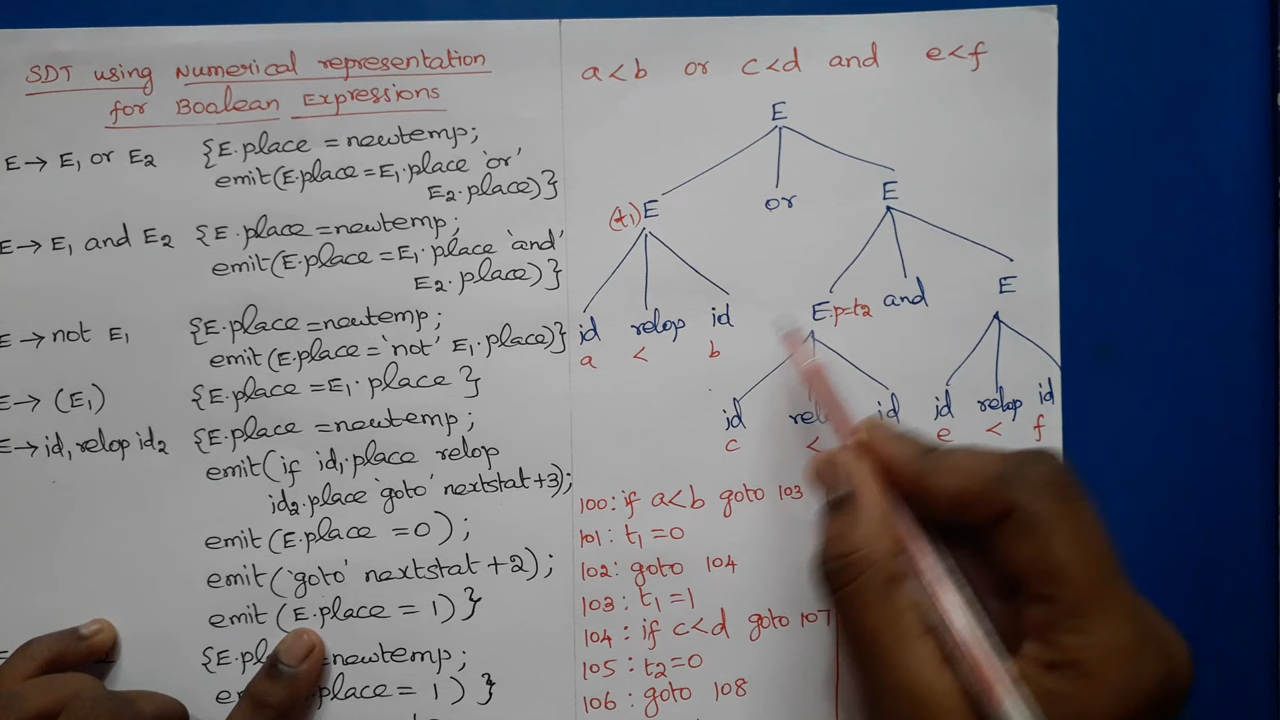 SDT using Numerical representation
for Boolean Expressions
E → E1 or E2 {E.place = newtemp;
emit(E.place = E1.place 'or'
E2.place)}
E → E1 and E2 {E.place = newtemp;
emit(E.place = E1.place 'and'
E2.place)}
E → not E1 {E.place = newtemp;
emit(E.place = 'not' E1.place)}
E → (E1) {E.place = E1.place}
E → id1 relop id2 {E.place = newtemp;
emit(if id1.place relop
id2.place 'goto' nextstat+3);
emit(E.place = 0);
emit('goto' nextstat + 2);
emit(E.place = 1)}
newtemp;
place = 1)}
a<b or c<d and e<f
E
(t1)E or E
E.p=t2 and E
id relop id
a < b
id id
c <
id relop id
e < f
100: if a<b goto 103
101: t1=0
102: goto 104
103: t1=1
104: if c<d goto 107
105: t2=0
106: goto 108